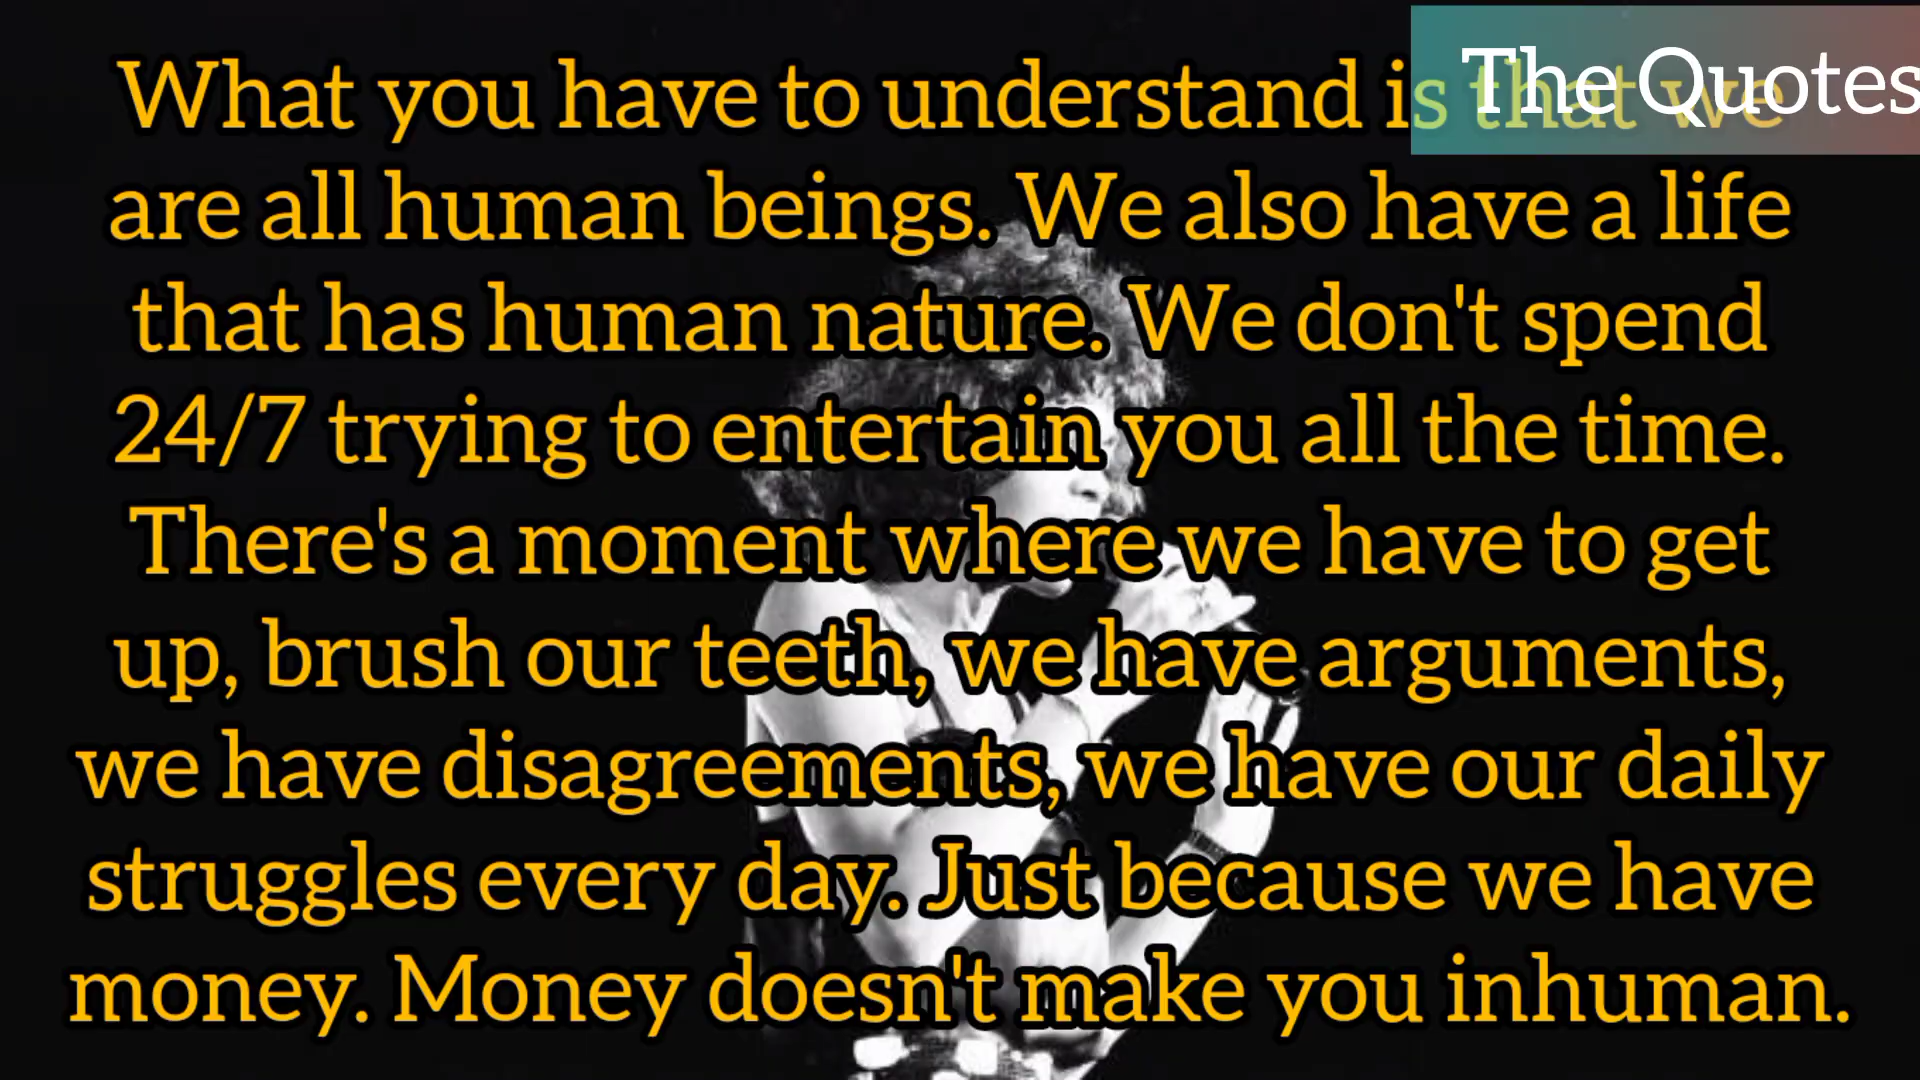 The Quotes
What you have to understand is that we
are all human beings. We also have a life
that has human nature. We don't spend
24/7 trying to entertain you all the time.
There's a moment where we have to get
up, brush our teeth, we have arguments,
we have disagreements, we have our daily
struggles every day. Just because we have
money. Money doesn't make you inhuman.